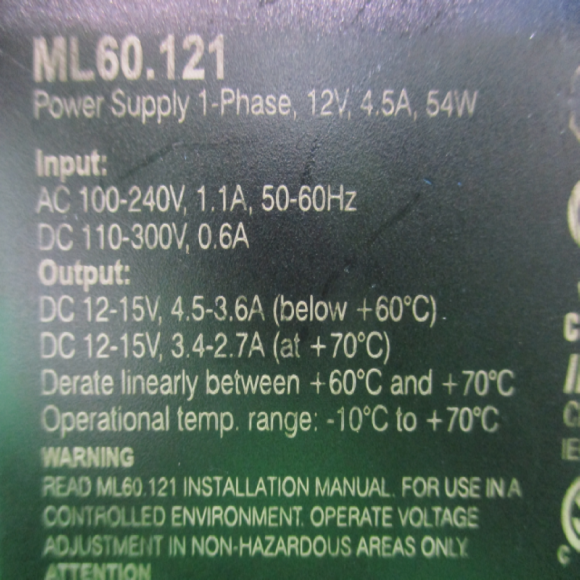 ML60.121
Power Supply 1-Phase, 12V, 4.5A, 54W
Input:
AC 100-240V, 1.1A, 50-60Hz
DC 110-300V, 0.6A
Output:
DC 12-15V, 4.5-3.6A (below +60°C)
DC 12-15V, 3.4-2.7A (at +70°C)
Derate linearly between +60°C and +70°C
Operational temp. range: -10°C to +70°C
WARNING
READ ML60.121 INSTALLATION MANUAL. FOR USE IN A
CONTROLLED ENVIRONMENT. OPERATE VOLTAGE
ADJUSTMENT IN NON-HAZARDOUS AREAS ONLY.
ATTENTION